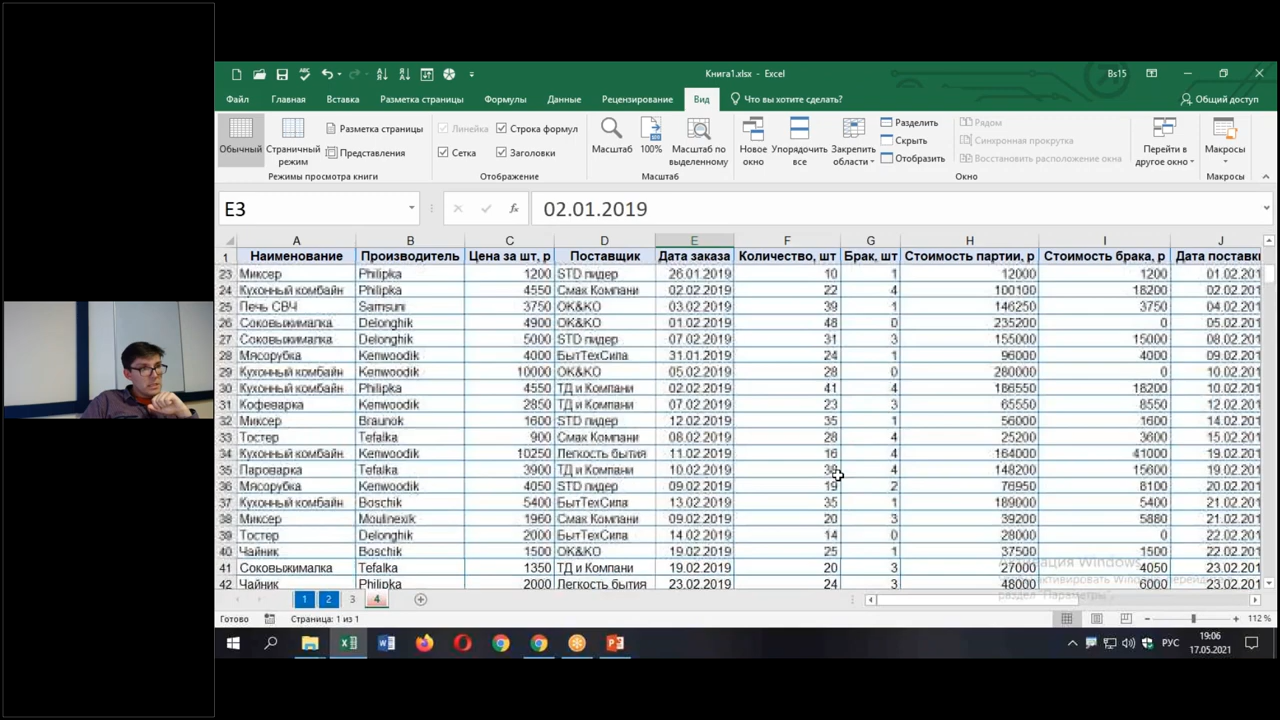 Книга1.xlsx - Excel
Bs15
Файл Главная Вставка Разметка страницы Формулы Данные Рецензирование Вид Что вы хотите сделать? Общий доступ
Обычный
Страничный режим
Разметка страницы
Представления
Режимы просмотра книги
Линейка
Строка формул
Сетка
Заголовки
Отображение
Масштаб
100%
Масштаб по выделенному
Масштаб
Новое окно
Упорядочить все
Закрепить области
Разделить
Скрыть
Отобразить
Рядом
Синхронная прокрутка
Восстановить расположение окна
Окно
Перейти в другое окно
Макросы
Макросы
E3 fx 02.01.2019
A B C D E F G H I J
1 Наименование Производитель Цена за шт, р Поставщик Дата заказа Количество, шт Брак, шт Стоимость партии, р Стоимость брака, р Дата поставки
23 Миксер Philipka 1200 STD лидер 26.01.2019 10 1 12000 1200 01.02.201
24 Кухонный комбайн Philipka 4550 Смак Компани 02.02.2019 22 4 100100 18200 02.02.201
25 Печь СВЧ Samsuni 3750 OK&KO 03.02.2019 39 1 146250 3750 04.02.201
26 Соковыжималка Delonghik 4900 OK&KO 01.02.2019 48 0 235200 0 05.02.201
27 Соковыжималка Delonghik 5000 STD лидер 07.02.2019 31 3 155000 15000 08.02.201
28 Мясорубка Kenwoodik 4000 БытТехСила 31.01.2019 24 1 96000 4000 09.02.201
29 Кухонный комбайн Kenwoodik 10000 OK&KO 05.02.2019 28 0 280000 0 10.02.201
30 Кухонный комбайн Philipka 4550 ТД и Компани 02.02.2019 41 4 186550 18200 10.02.201
31 Кофеварка Kenwoodik 2850 ТД и Компани 07.02.2019 23 3 65550 8550 12.02.201
32 Миксер Braunok 1600 STD лидер 12.02.2019 35 1 56000 1600 14.02.201
33 Тостер Tefalka 900 Смак Компани 08.02.2019 28 4 25200 3600 15.02.201
34 Кухонный комбайн Kenwoodik 10250 Легкость бытия 11.02.2019 16 4 164000 41000 19.02.201
35 Пароварка Tefalka 3900 ТД и Компани 10.02.2019 38 4 148200 15600 19.02.201
36 Мясорубка Kenwoodik 4050 STD лидер 09.02.2019 19 2 76950 8100 20.02.201
37 Кухонный комбайн Boschik 5400 БытТехСила 13.02.2019 35 1 189000 5400 21.02.201
38 Миксер Moulinexik 1960 Смак Компани 09.02.2019 20 3 39200 5880 21.02.201
39 Тостер Delonghik 2000 БытТехСила 14.02.2019 14 0 28000 0 22.02.201
40 Чайник Boschik 1500 OK&KO 19.02.2019 25 1 37500 1500 22.02.201
41 Соковыжималка Tefalka 1350 ТД и Компани 19.02.2019 20 3 27000 4050 22.02.201
42 Чайник Philipka 2000 Легкость бытия 23.02.2019 24 3 48000 6000 24.02.201
Активация Windows
активировать Windows, перейдите
раздел "Параметры".
1 2 3 4
Готово Страница: 1 из 1 112 %
РУС 19:06
17.05.2021